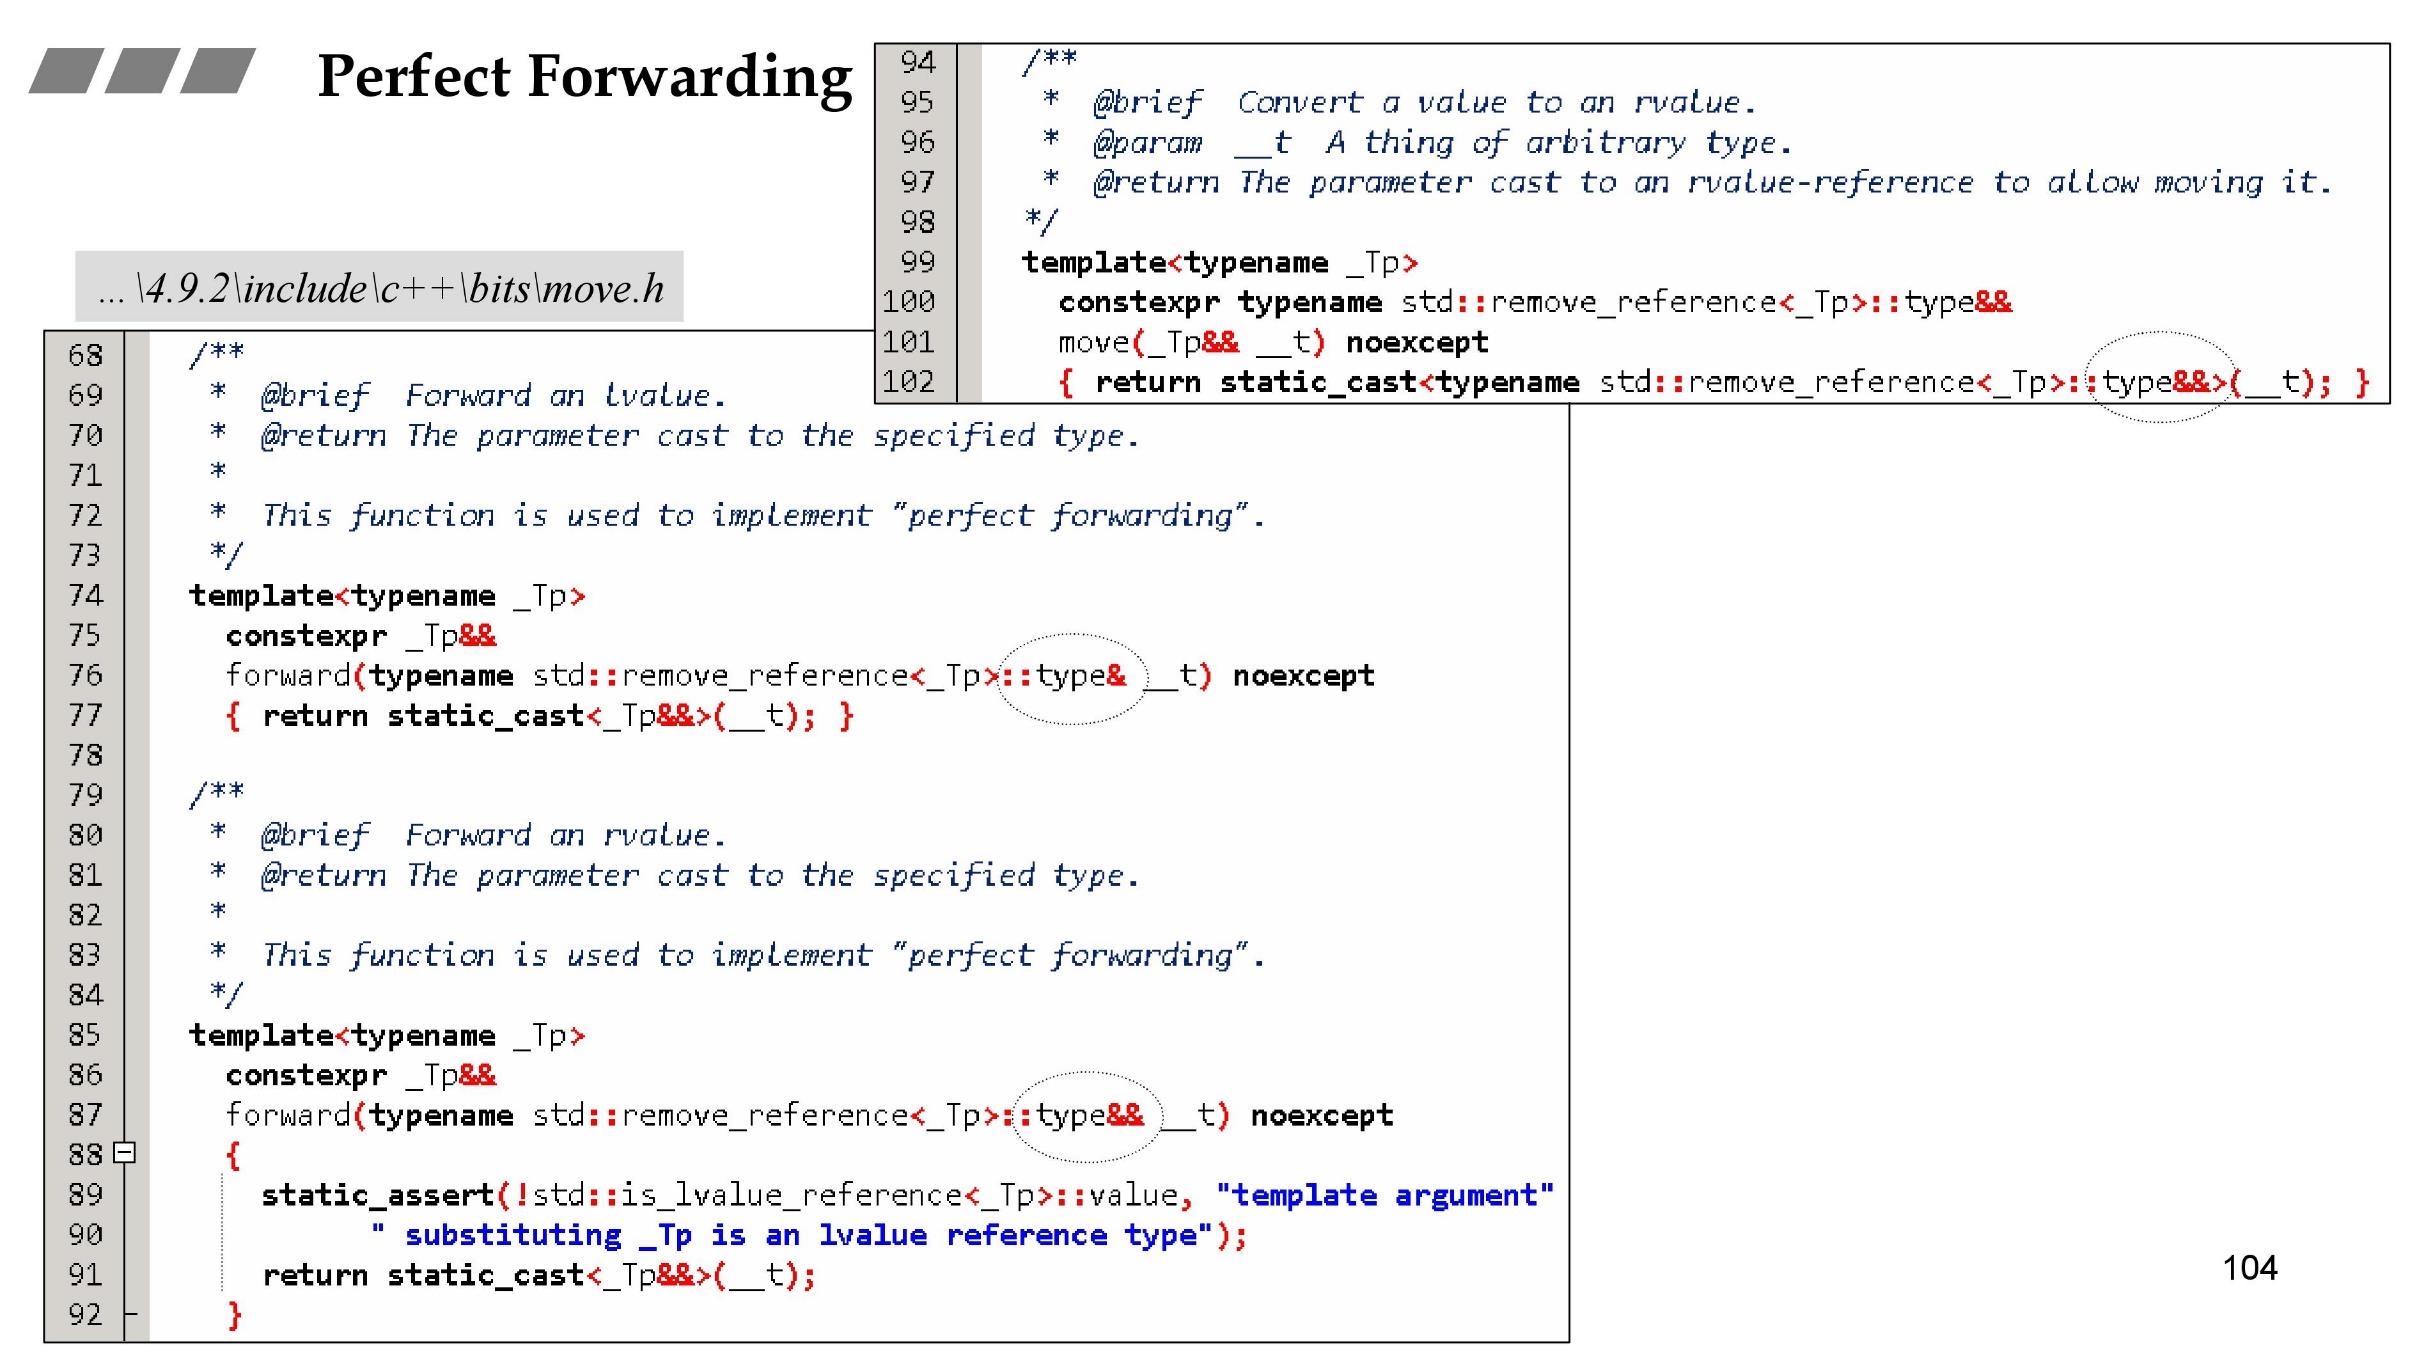 Perfect Forwarding
94 /**
95 * @brief Convert a value to an rvalue.
96 * @param __t A thing of arbitrary type.
97 * @return The parameter cast to an rvalue-reference to allow moving it.
98 */
99 template<typename _Tp>
100 constexpr typename std::remove_reference<_Tp>::type&&
101 move(_Tp&& __t) noexcept
102 { return static_cast<typename std::remove_reference<_Tp>::type&&>(__t); }
...\4.9.2\include\c++\bits\move.h
68 /**
69 * @brief Forward an lvalue.
70 * @return The parameter cast to the specified type.
71 *
72 * This function is used to implement "perfect forwarding".
73 */
74 template<typename _Tp>
75 constexpr _Tp&&
76 forward(typename std::remove_reference<_Tp>::type& __t) noexcept
77 { return static_cast<_Tp&&>(__t); }
78
79 /**
80 * @brief Forward an rvalue.
81 * @return The parameter cast to the specified type.
82 *
83 * This function is used to implement "perfect forwarding".
84 */
85 template<typename _Tp>
86 constexpr _Tp&&
87 forward(typename std::remove_reference<_Tp>::type&& __t) noexcept
88 {
89 static_assert(!std::is_lvalue_reference<_Tp>::value, "template argument"
90 " substituting _Tp is an lvalue reference type");
91 return static_cast<_Tp&&>(__t);
92 }
104